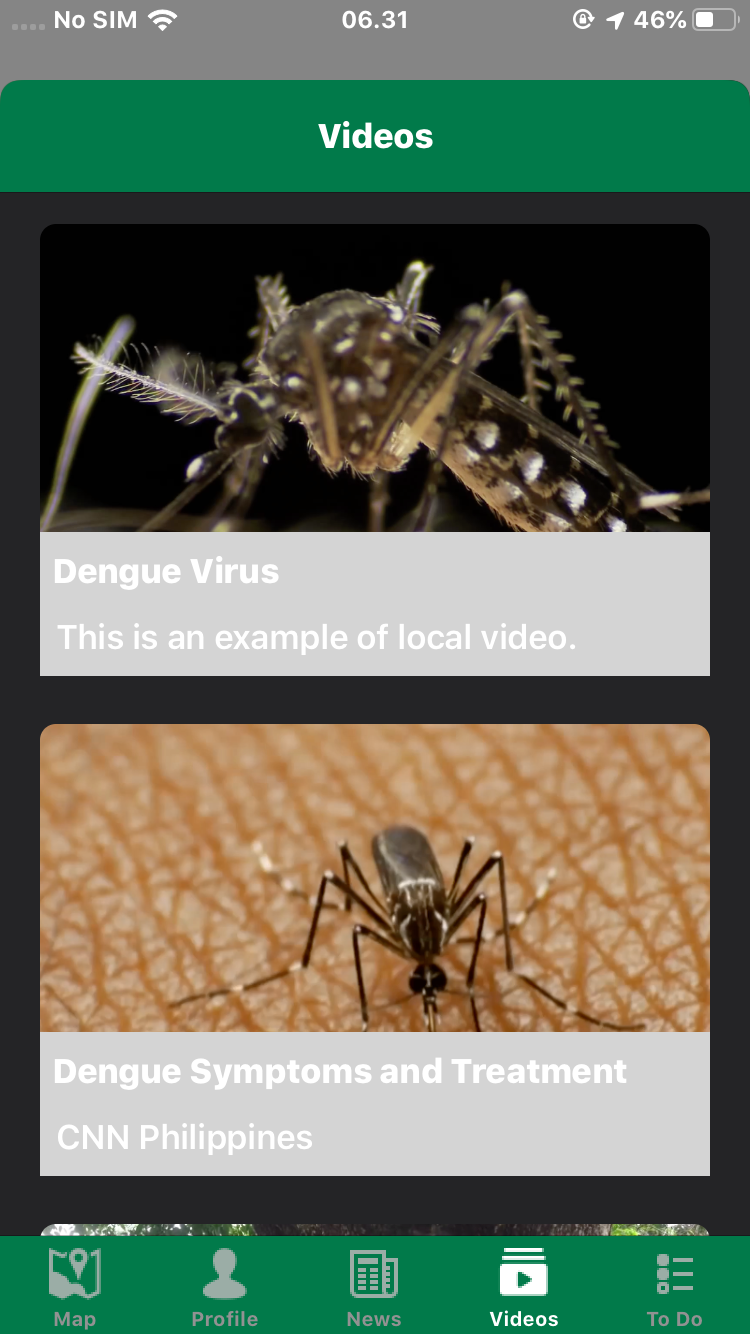 No SIM 06.31 46%
Videos
Dengue Virus
This is an example of local video.
Dengue Symptoms and Treatment
CNN Philippines
Map Profile News Videos To Do